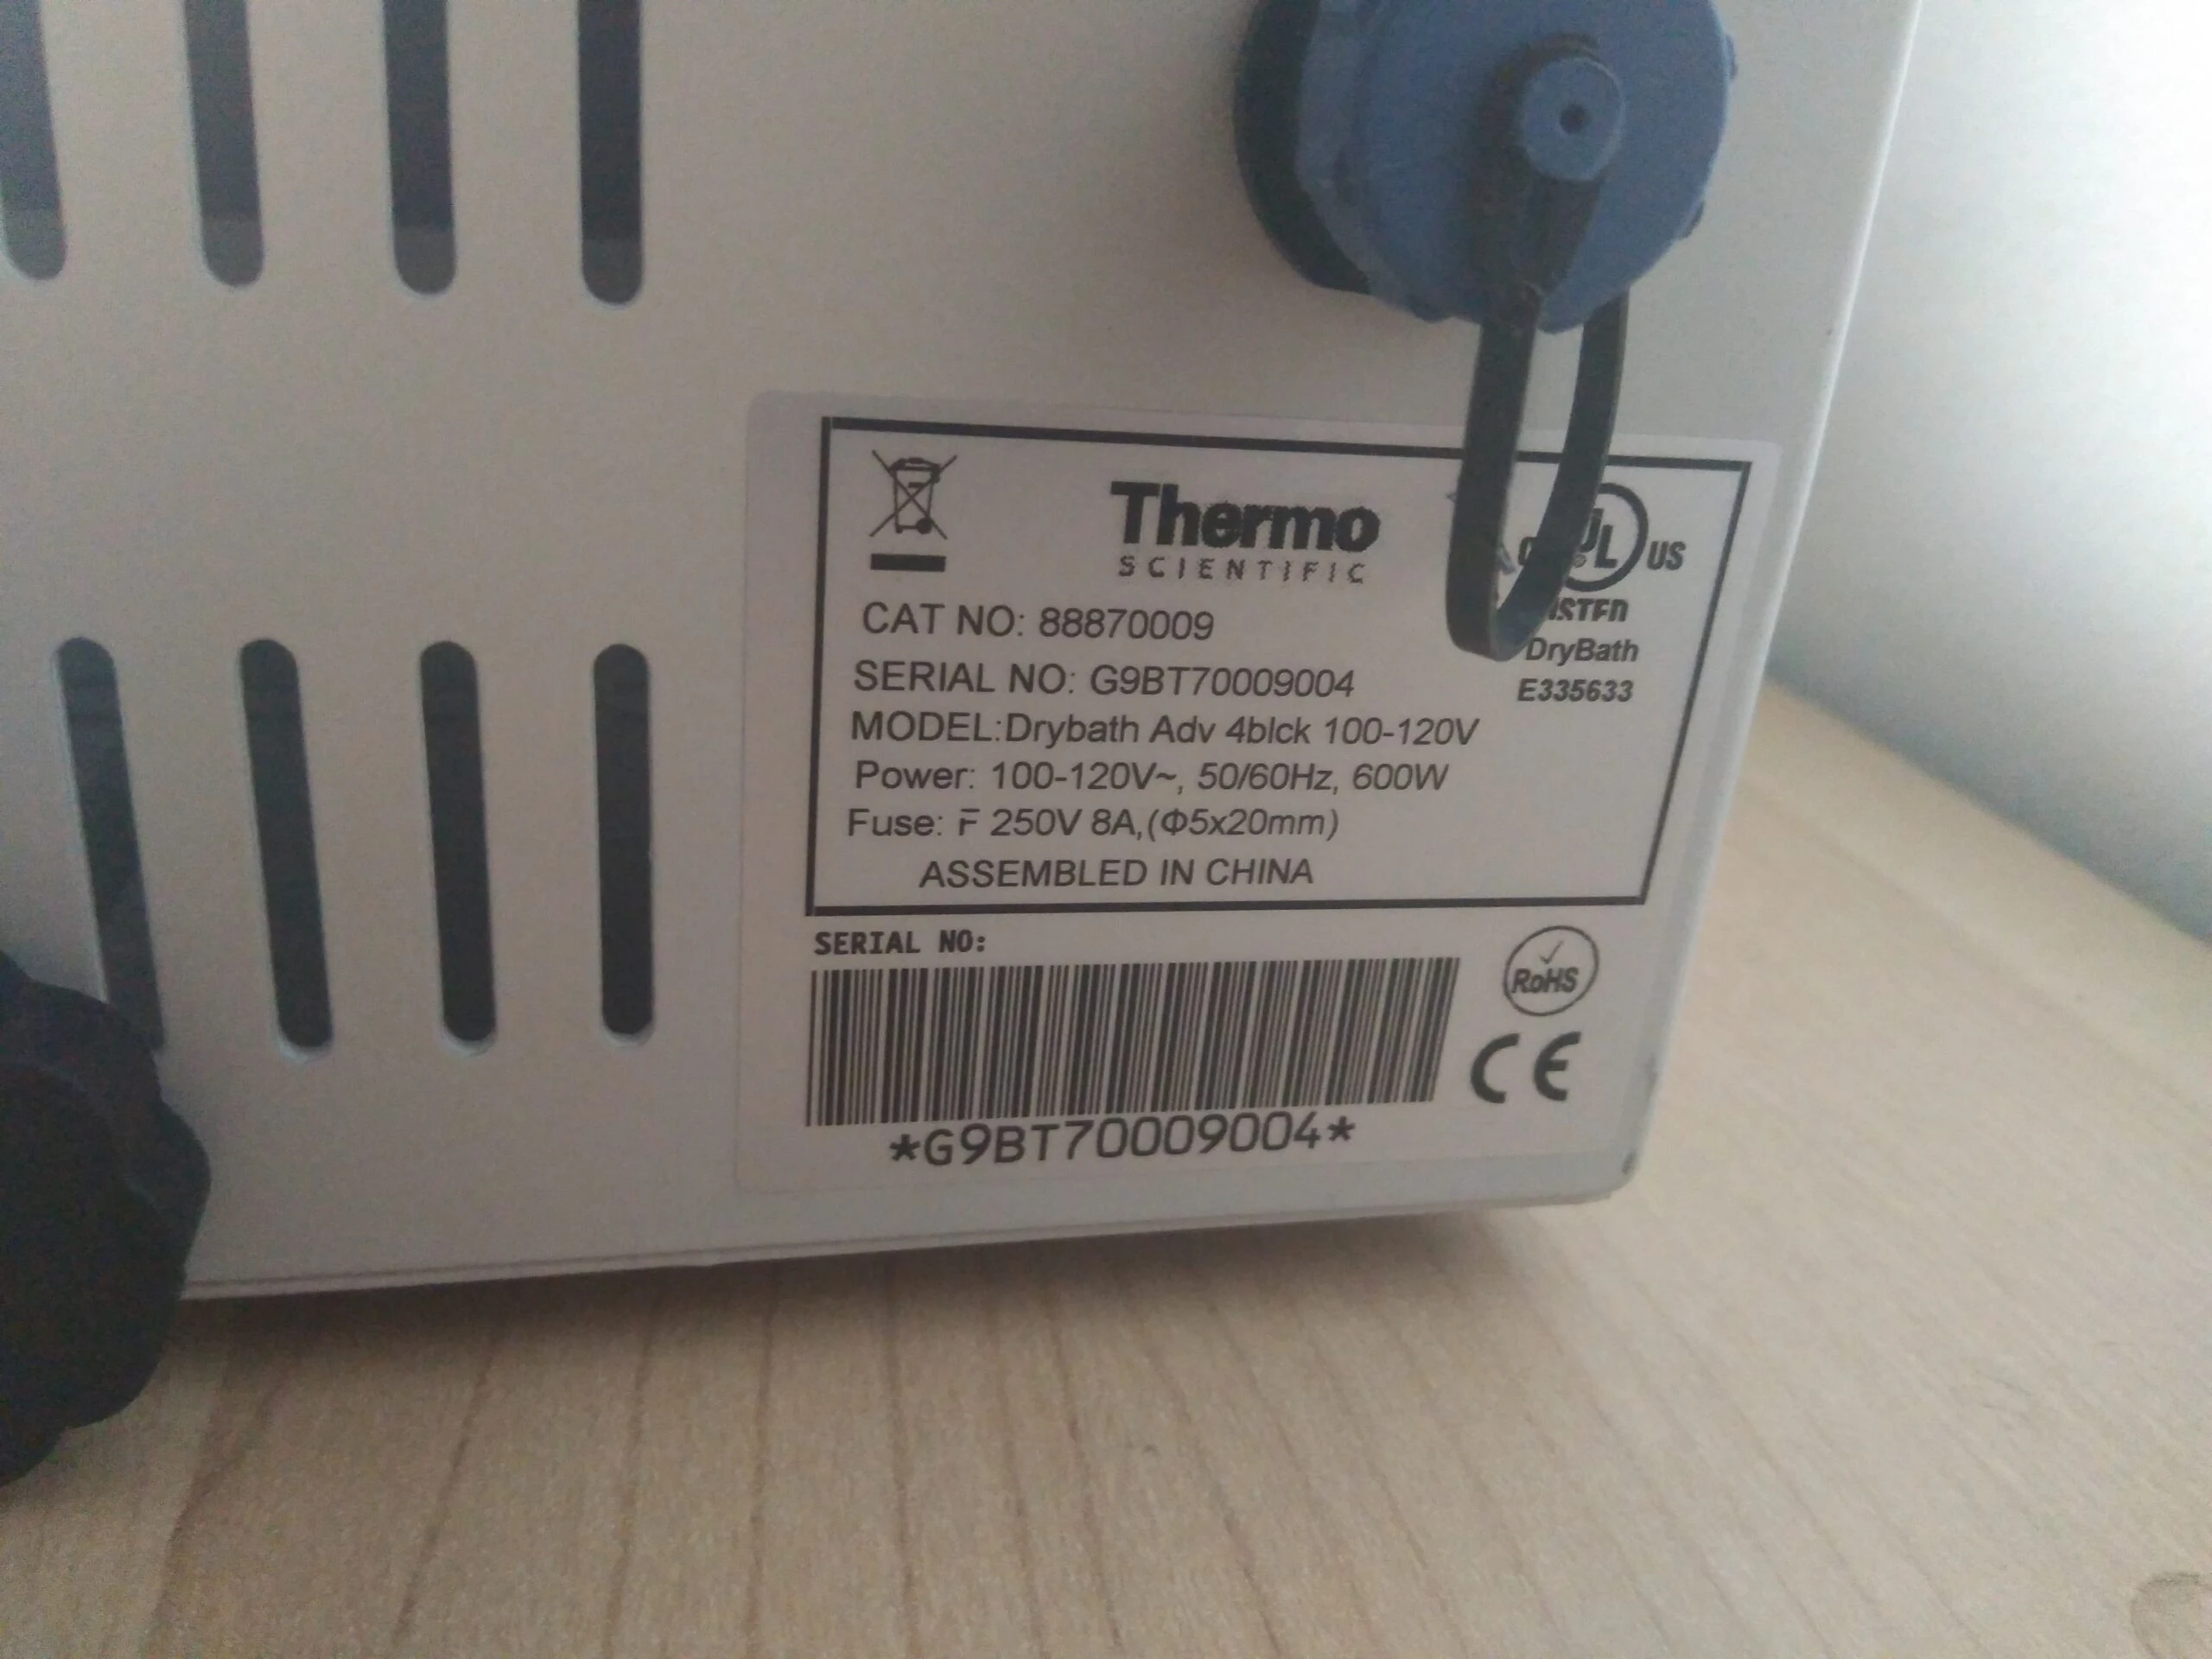 Thermo
SCIENTIFIC
UL US
CAT NO: 88870009
DryBath
SERIAL NO: G9BT70009004
E335633
MODEL:Drybath Adv 4blck 100-120V
Power: 100-120V~, 50/60Hz, 600W
Fuse: F 250V 8A,(Φ5x20mm)
ASSEMBLED IN CHINA
SERIAL NO:
RoHS
CE
*G9BT70009004*